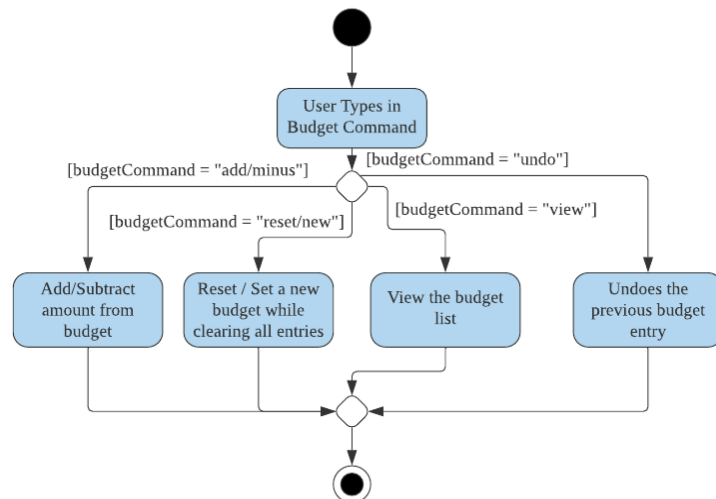 User Types in
Budget Command
[budgetCommand = "undo"]
[budgetCommand = "add/minus"]
[budgetCommand = "view"]
[budgetCommand = "reset/new"]
Add/Subtract
amount from
budget
Reset / Set a new
budget while
clearing all entries
View the budget
list
Undoes the
previous budget
entry